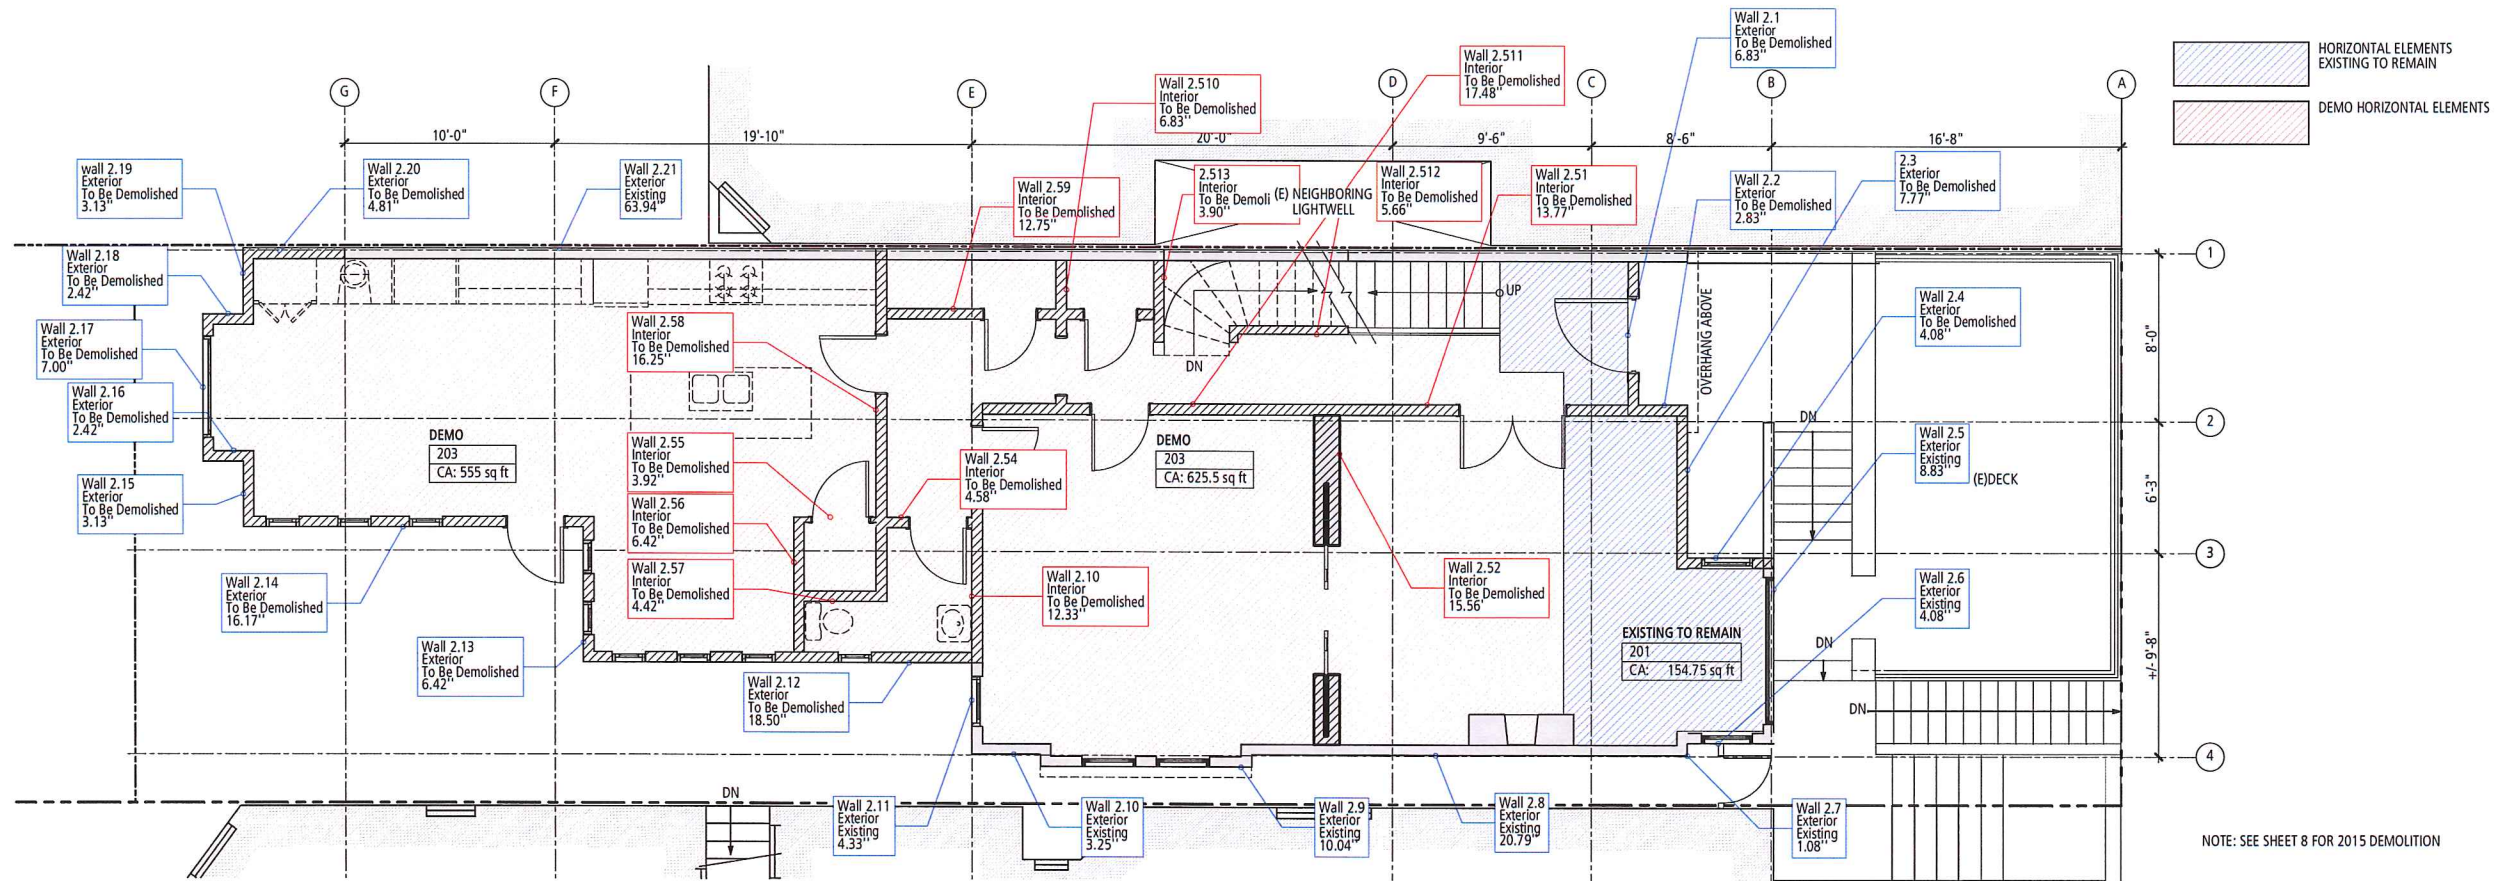 Wall 2.1
Exterior
To Be Demolished
6.83''
HORIZONTAL ELEMENTS
EXISTING TO REMAIN
DEMO HORIZONTAL ELEMENTS
Wall 2.511
Interior
To Be Demolished
17.48''
Wall 2.510
Interior
To Be Demolished
6.83''
G
F
E
D
C
B
A
10'-0"
19'-10"
20'-0"
9'-6"
8'-6"
16'-8"
wall 2.19
Exterior
To Be Demolished
3.13''
Wall 2.20
Exterior
To Be Demolished
4.81''
Wall 2.21
Exterior
Existing
63.94''
Wall 2.59
Interior
To Be Demolished
12.75''
2.513
Interior
To Be Demoli
3.90''
(E) NEIGHBORING
LIGHTWELL
Wall 2.512
Interior
To Be Demolished
5.66''
Wall 2.51
Interior
To Be Demolished
13.77''
Wall 2.2
Exterior
To Be Demolished
2.83''
2.3
Exterior
To Be Demolished
7.77''
1
Wall 2.18
Exterior
To Be Demolished
2.42''
Wall 2.17
Exterior
To Be Demolished
7.00''
Wall 2.16
Exterior
To Be Demolished
2.42''
Wall 2.15
Exterior
To Be Demolished
3.13''
Wall 2.58
Interior
To Be Demolished
16.25''
UP
DN
OVERHANG ABOVE
Wall 2.4
Exterior
To Be Demolished
4.08''
8'-0"
2
DEMO
203
CA: 555 sq ft
Wall 2.55
Interior
To Be Demolished
3.92''
Wall 2.56
Interior
To Be Demolished
6.42''
Wall 2.57
Interior
To Be Demolished
4.42''
Wall 2.54
Interior
To Be Demolished
4.58''
DEMO
203
CA: 625.5 sq ft
DN
Wall 2.5
Exterior
Existing
8.83''
(E)DECK
6'-3"
3
Wall 2.14
Exterior
To Be Demolished
16.17''
Wall 2.10
Interior
To Be Demolished
12.33''
Wall 2.52
Interior
To Be Demolished
15.56'
Wall 2.6
Exterior
Existing
4.08''
EXISTING TO REMAIN
201
CA: 154.75 sq ft
DN
+/- 9'-8"
Wall 2.13
Exterior
To Be Demolished
6.42''
Wall 2.12
Exterior
To Be Demolished
18.50''
DN
4
DN
Wall 2.11
Exterior
Existing
4.33''
Wall 2.10
Exterior
Existing
3.25''
Wall 2.9
Exterior
Existing
10.04''
Wall 2.8
Exterior
Existing
20.79''
Wall 2.7
Exterior
Existing
1.08''
NOTE: SEE SHEET 8 FOR 2015 DEMOLITION